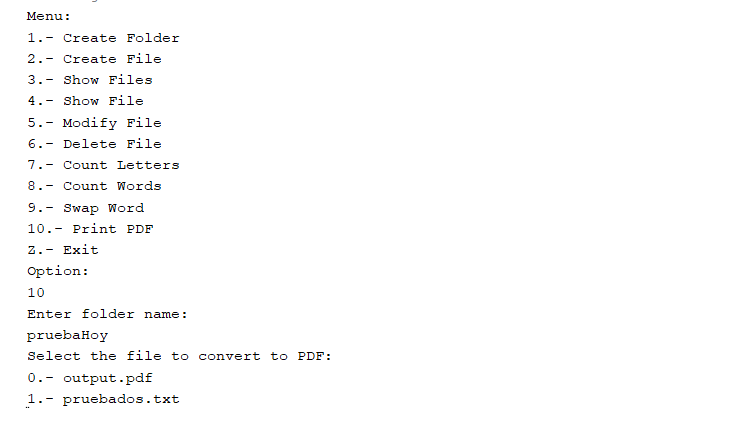 Menu:
1.- Create Folder
2.- Create File
3.- Show Files
4.- Show File
5.- Modify File
6.- Delete File
7.- Count Letters
8.- Count Words
9.- Swap Word
10.- Print PDF
Z.- Exit
Option:
10
Enter folder name:
pruebaHoy
Select the file to convert to PDF:
0.- output.pdf
1.- pruebados.txt